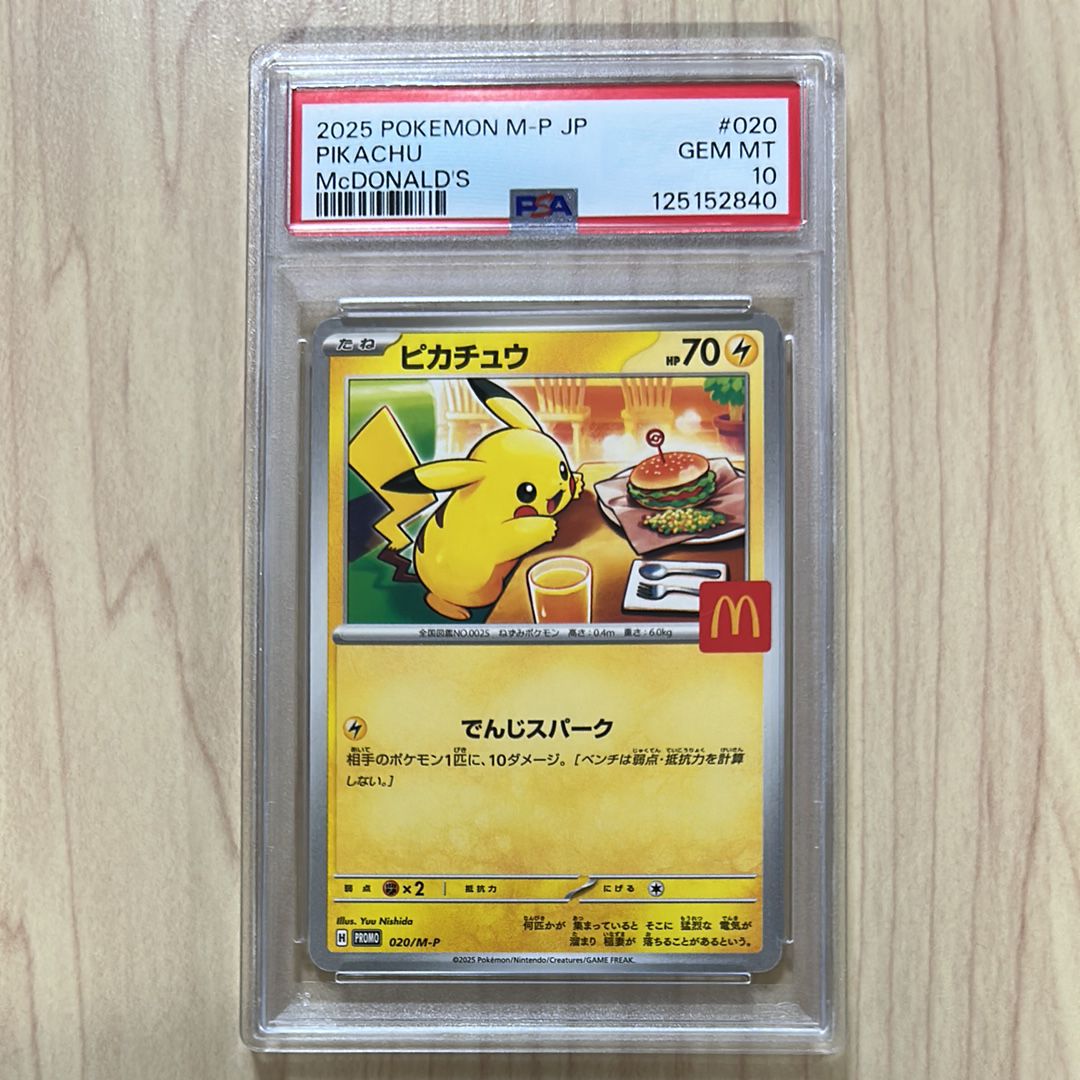 2025 POKEMON M-P JP #020
PIKACHU GEM MT
McDONALD'S 10
PSA 125152840
たね ピカチュウ HP70
M
全国図鑑NO.0025 ねずみポケモン 高さ：0.4m 重さ：6.0kg
でんじスパーク
相手のポケモン1匹に、10ダメージ。［ベンチは弱点・抵抗力を計算
しない。］
弱点 ×2 抵抗力 にげる
Illus. Yuu Nishida
何匹かが 集まっていると そこに 猛烈な 電気が
溜まり 稲妻が 落ちることがあるという。
H PROMO 020/M-P
©2025 Pokémon/Nintendo/Creatures/GAME FREAK.